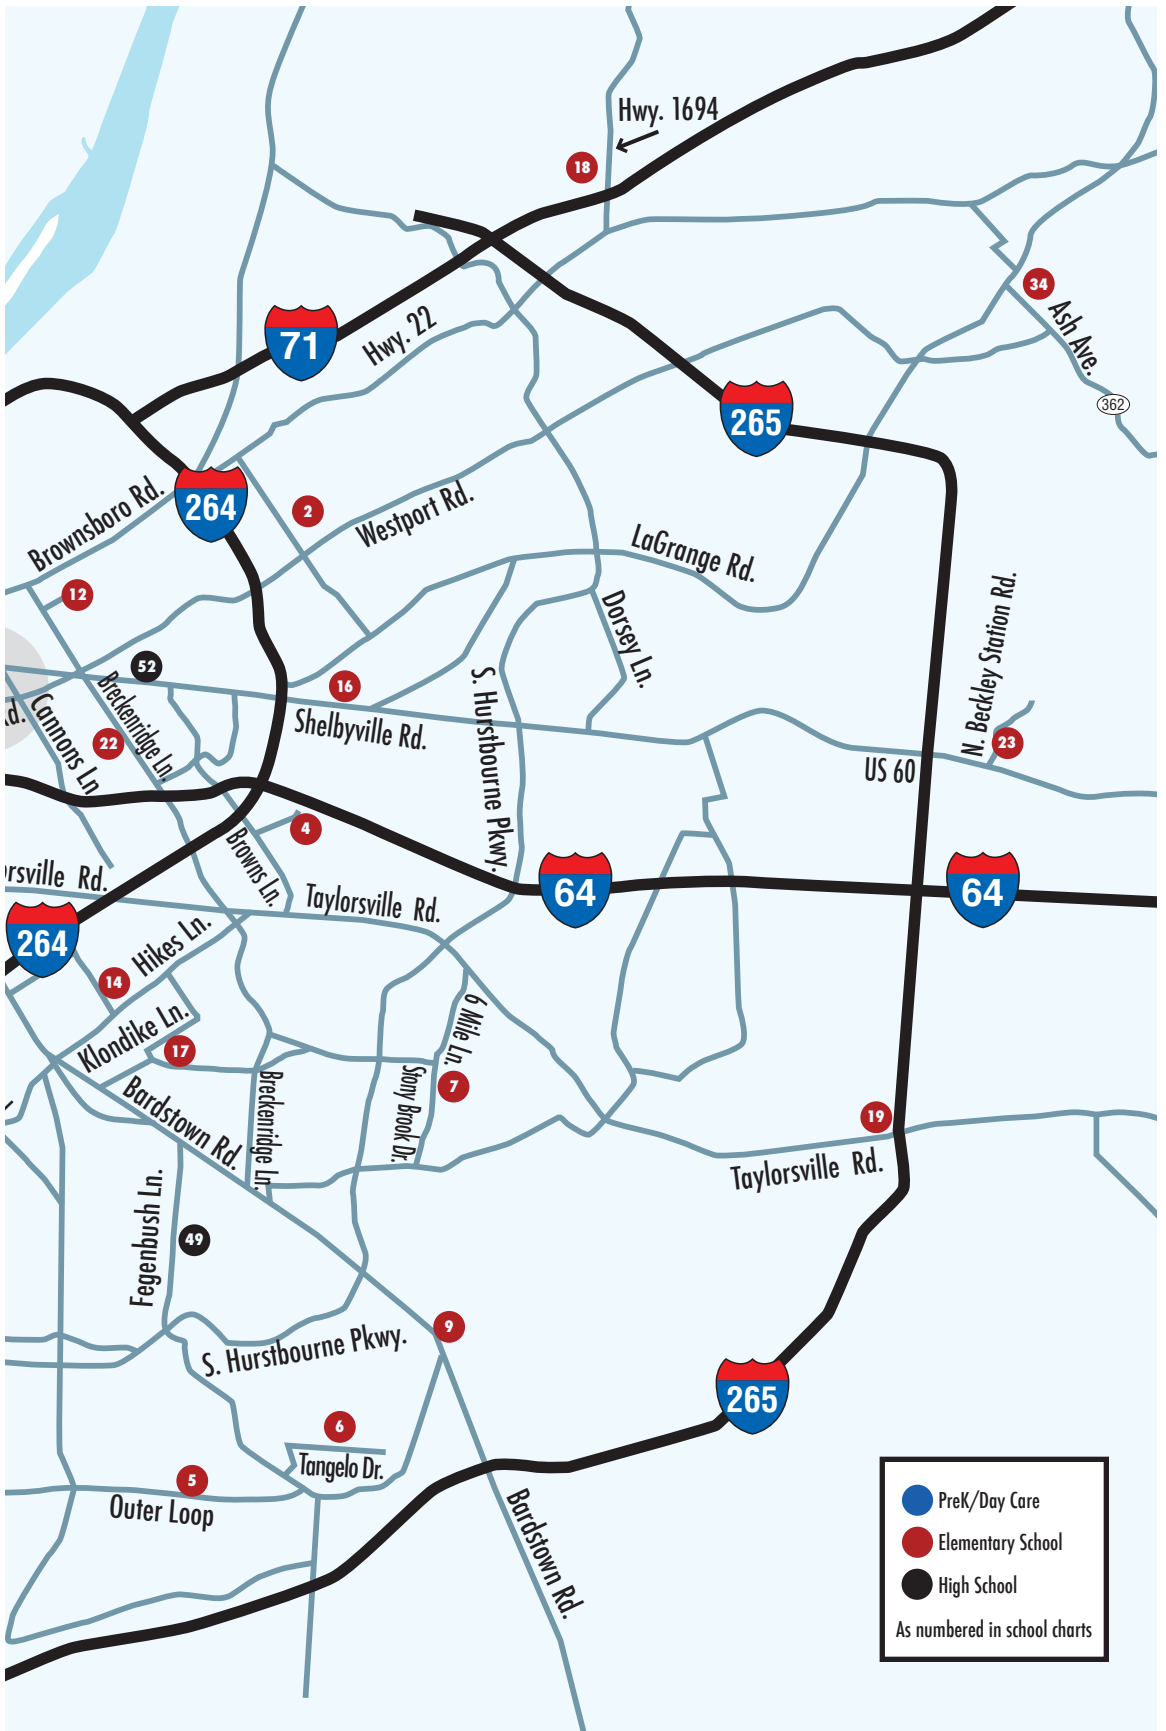 Hwy. 1694
18
34
Ash Ave.
71
Hwy. 22
362
265
264
Brownsboro Rd.
2
Westport Rd.
LaGrange Rd.
12
Dorsey Ln.
N. Beckley Station Rd.
52
16
Breckenridge Ln.
Cannons Ln
Rd.
22
Shelbyville Rd.
S. Hurstbourne Pkwy.
23
US 60
4
Browns Ln.
orsville Rd.
Taylorsville Rd.
64
64
264
Hikes Ln.
14
Klondike Ln.
6 Mile Ln.
17
7
Stony Brook Dr.
Breckenridge Ln.
Bardstown Rd.
19
Taylorsville Rd.
Fegenbush Ln.
49
9
S. Hurstbourne Pkwy.
265
6
Tangelo Dr.
5
Outer Loop
Bardstown Rd.
PreK/Day Care
Elementary School
High School
As numbered in school charts